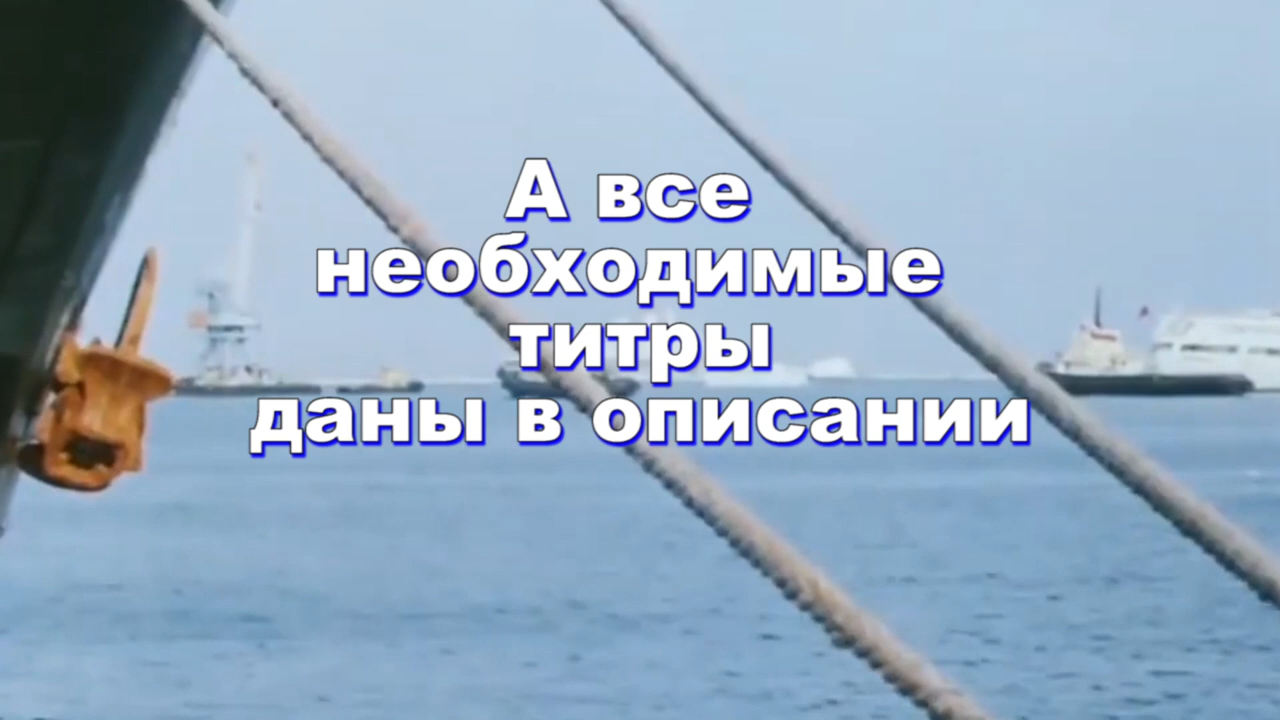 А все
необходимые
титры
даны в описании